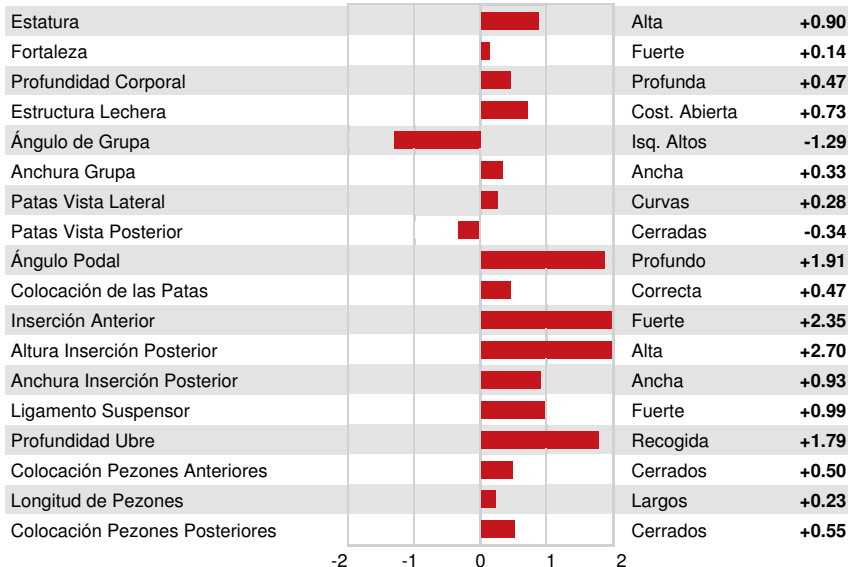 Estatura Alta +0.90
Fortaleza Fuerte +0.14
Profundidad Corporal Profunda +0.47
Estructura Lechera Cost. Abierta +0.73
Ángulo de Grupa Isq. Altos -1.29
Anchura Grupa Ancha +0.33
Patas Vista Lateral Curvas +0.28
Patas Vista Posterior Cerradas -0.34
Ángulo Podal Profundo +1.91
Colocación de las Patas Correcta +0.47
Inserción Anterior Fuerte +2.35
Altura Inserción Posterior Alta +2.70
Anchura Inserción Posterior Ancha +0.93
Ligamento Suspensor Fuerte +0.99
Profundidad Ubre Recogida +1.79
Colocación Pezones Anteriores Cerrados +0.50
Longitud de Pezones Largos +0.23
Colocación Pezones Posteriores Cerrados +0.55
-2 -1 0 1 2